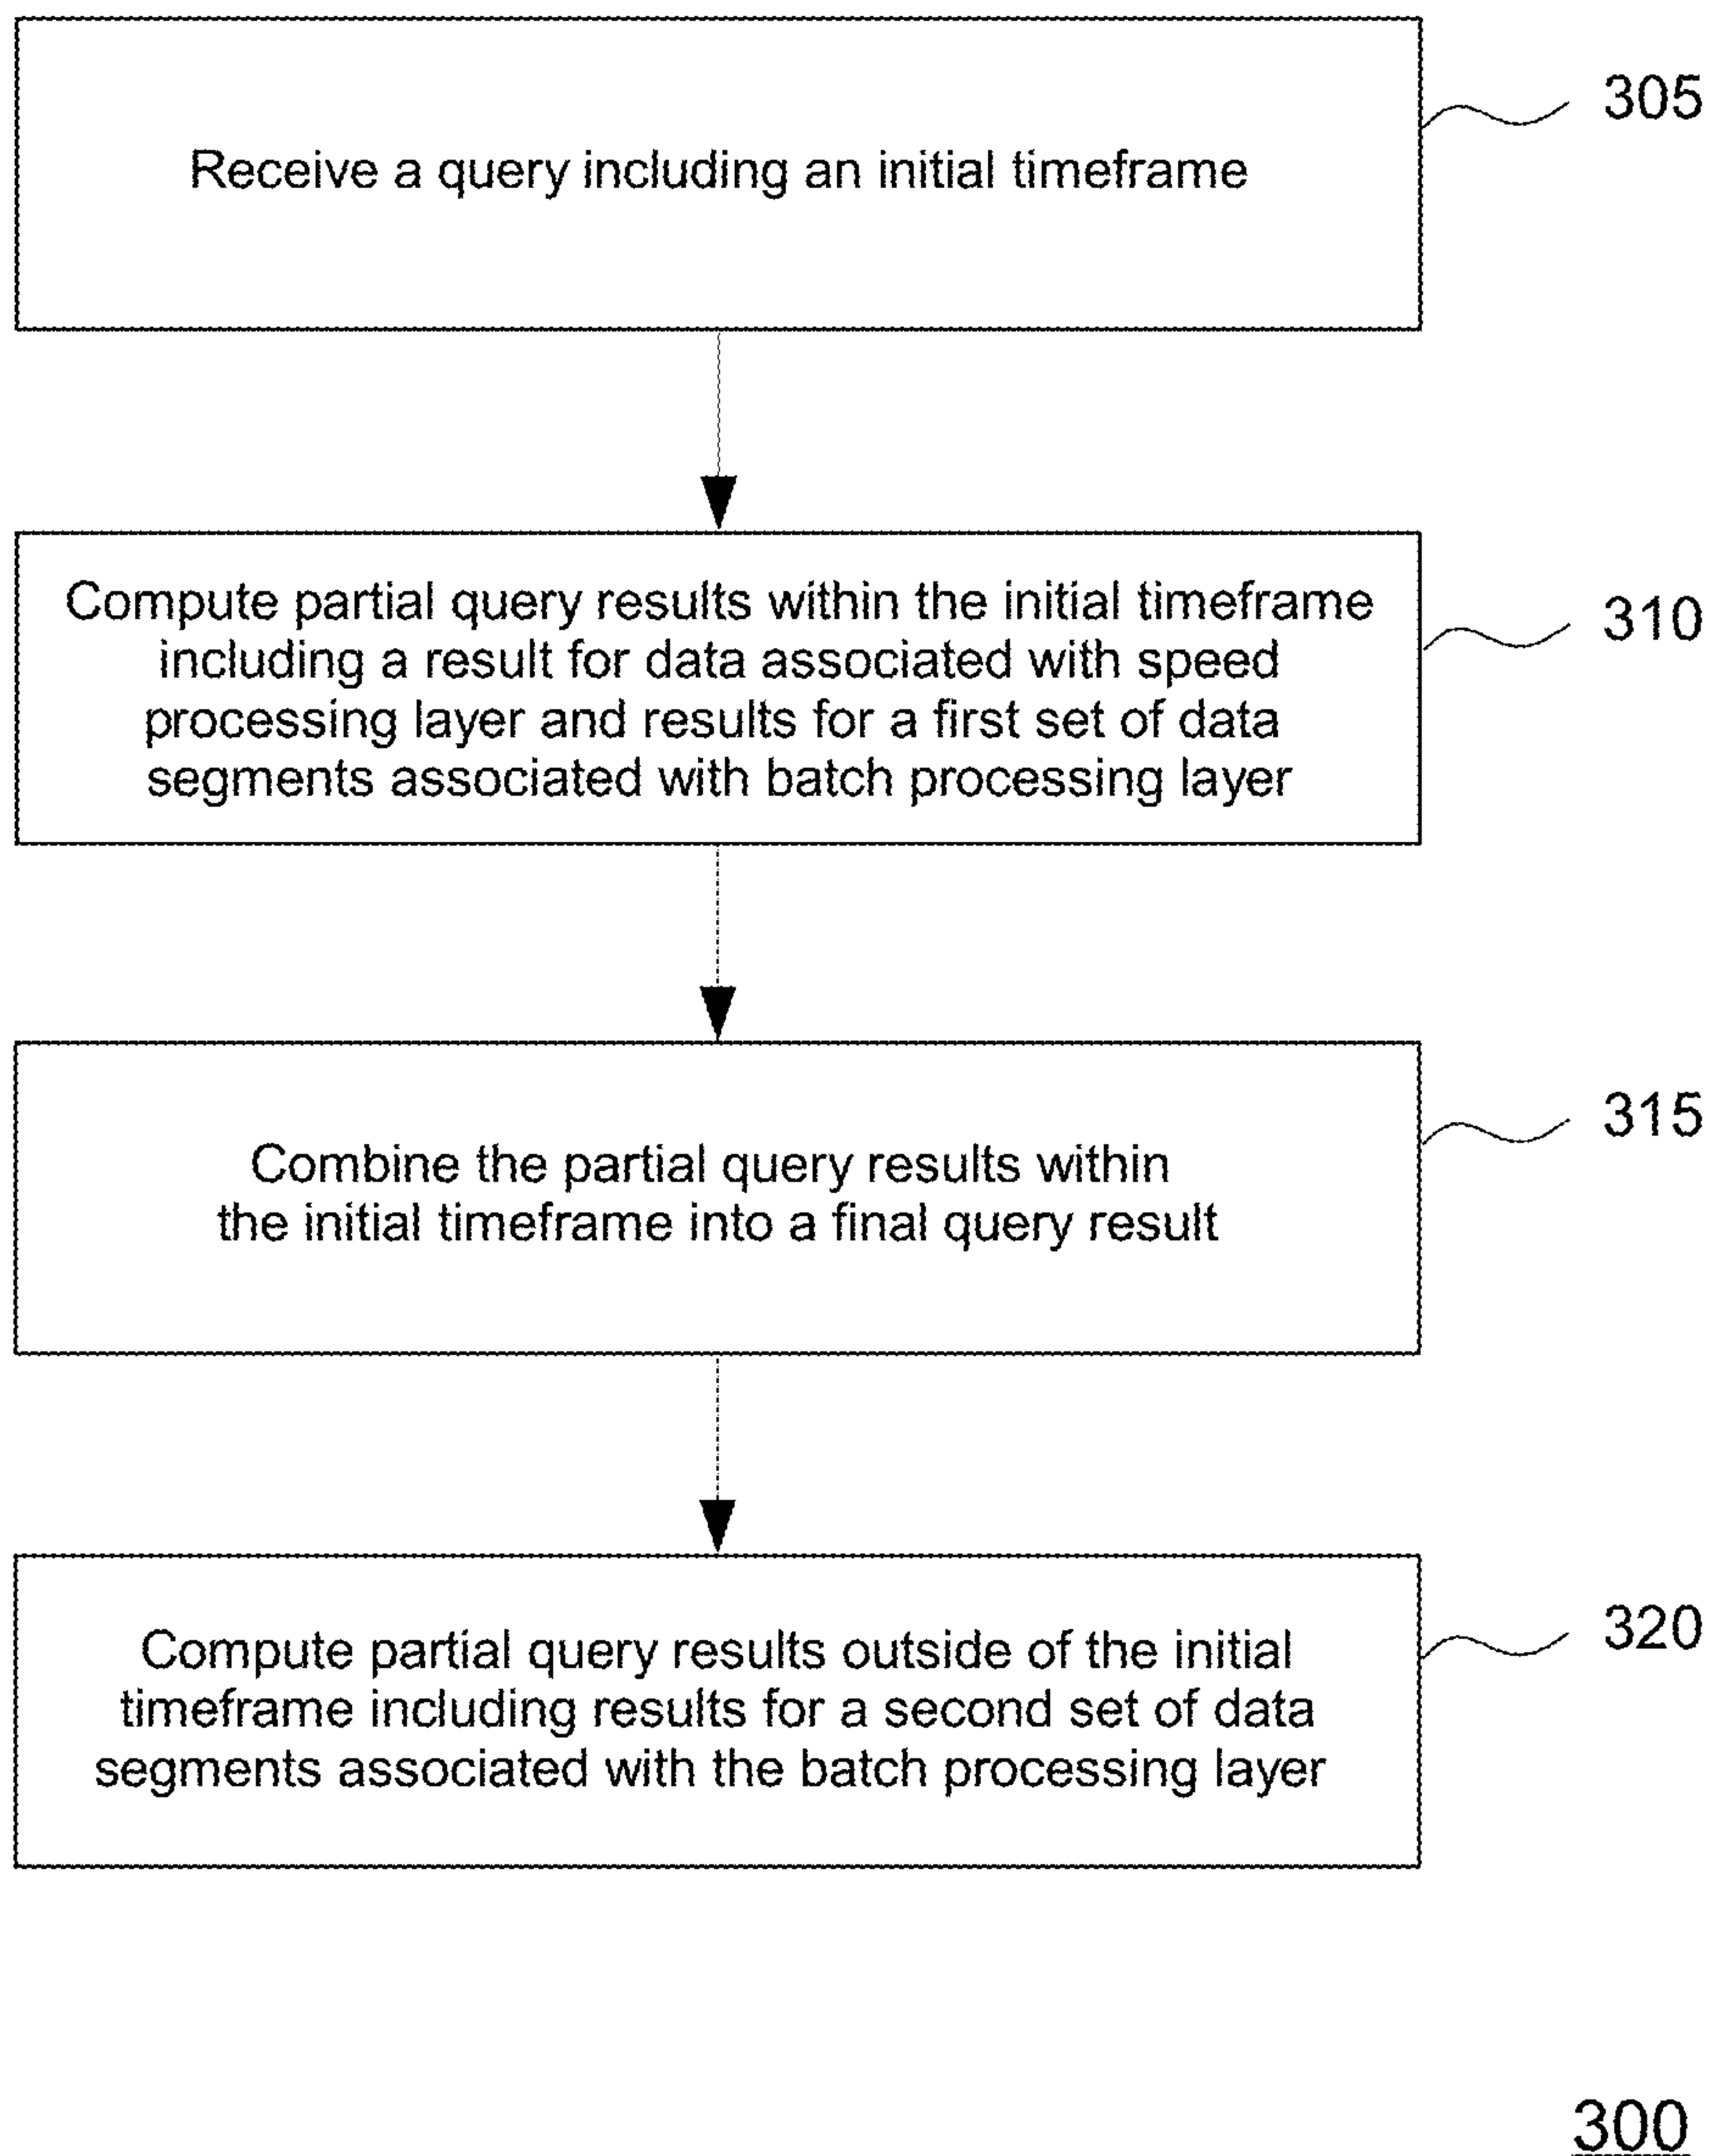 Receive a query including an initial timeframe
305
Compute partial query results within the initial timeframe
including a result for data associated with speed
processing layer and results for a first set of data
segments associated with batch processing layer
310
Combine the partial query results within
the initial timeframe into a final query result
315
Compute partial query results outside of the initial
timeframe including results for a second set of data
segments associated with the batch processing layer
320
300